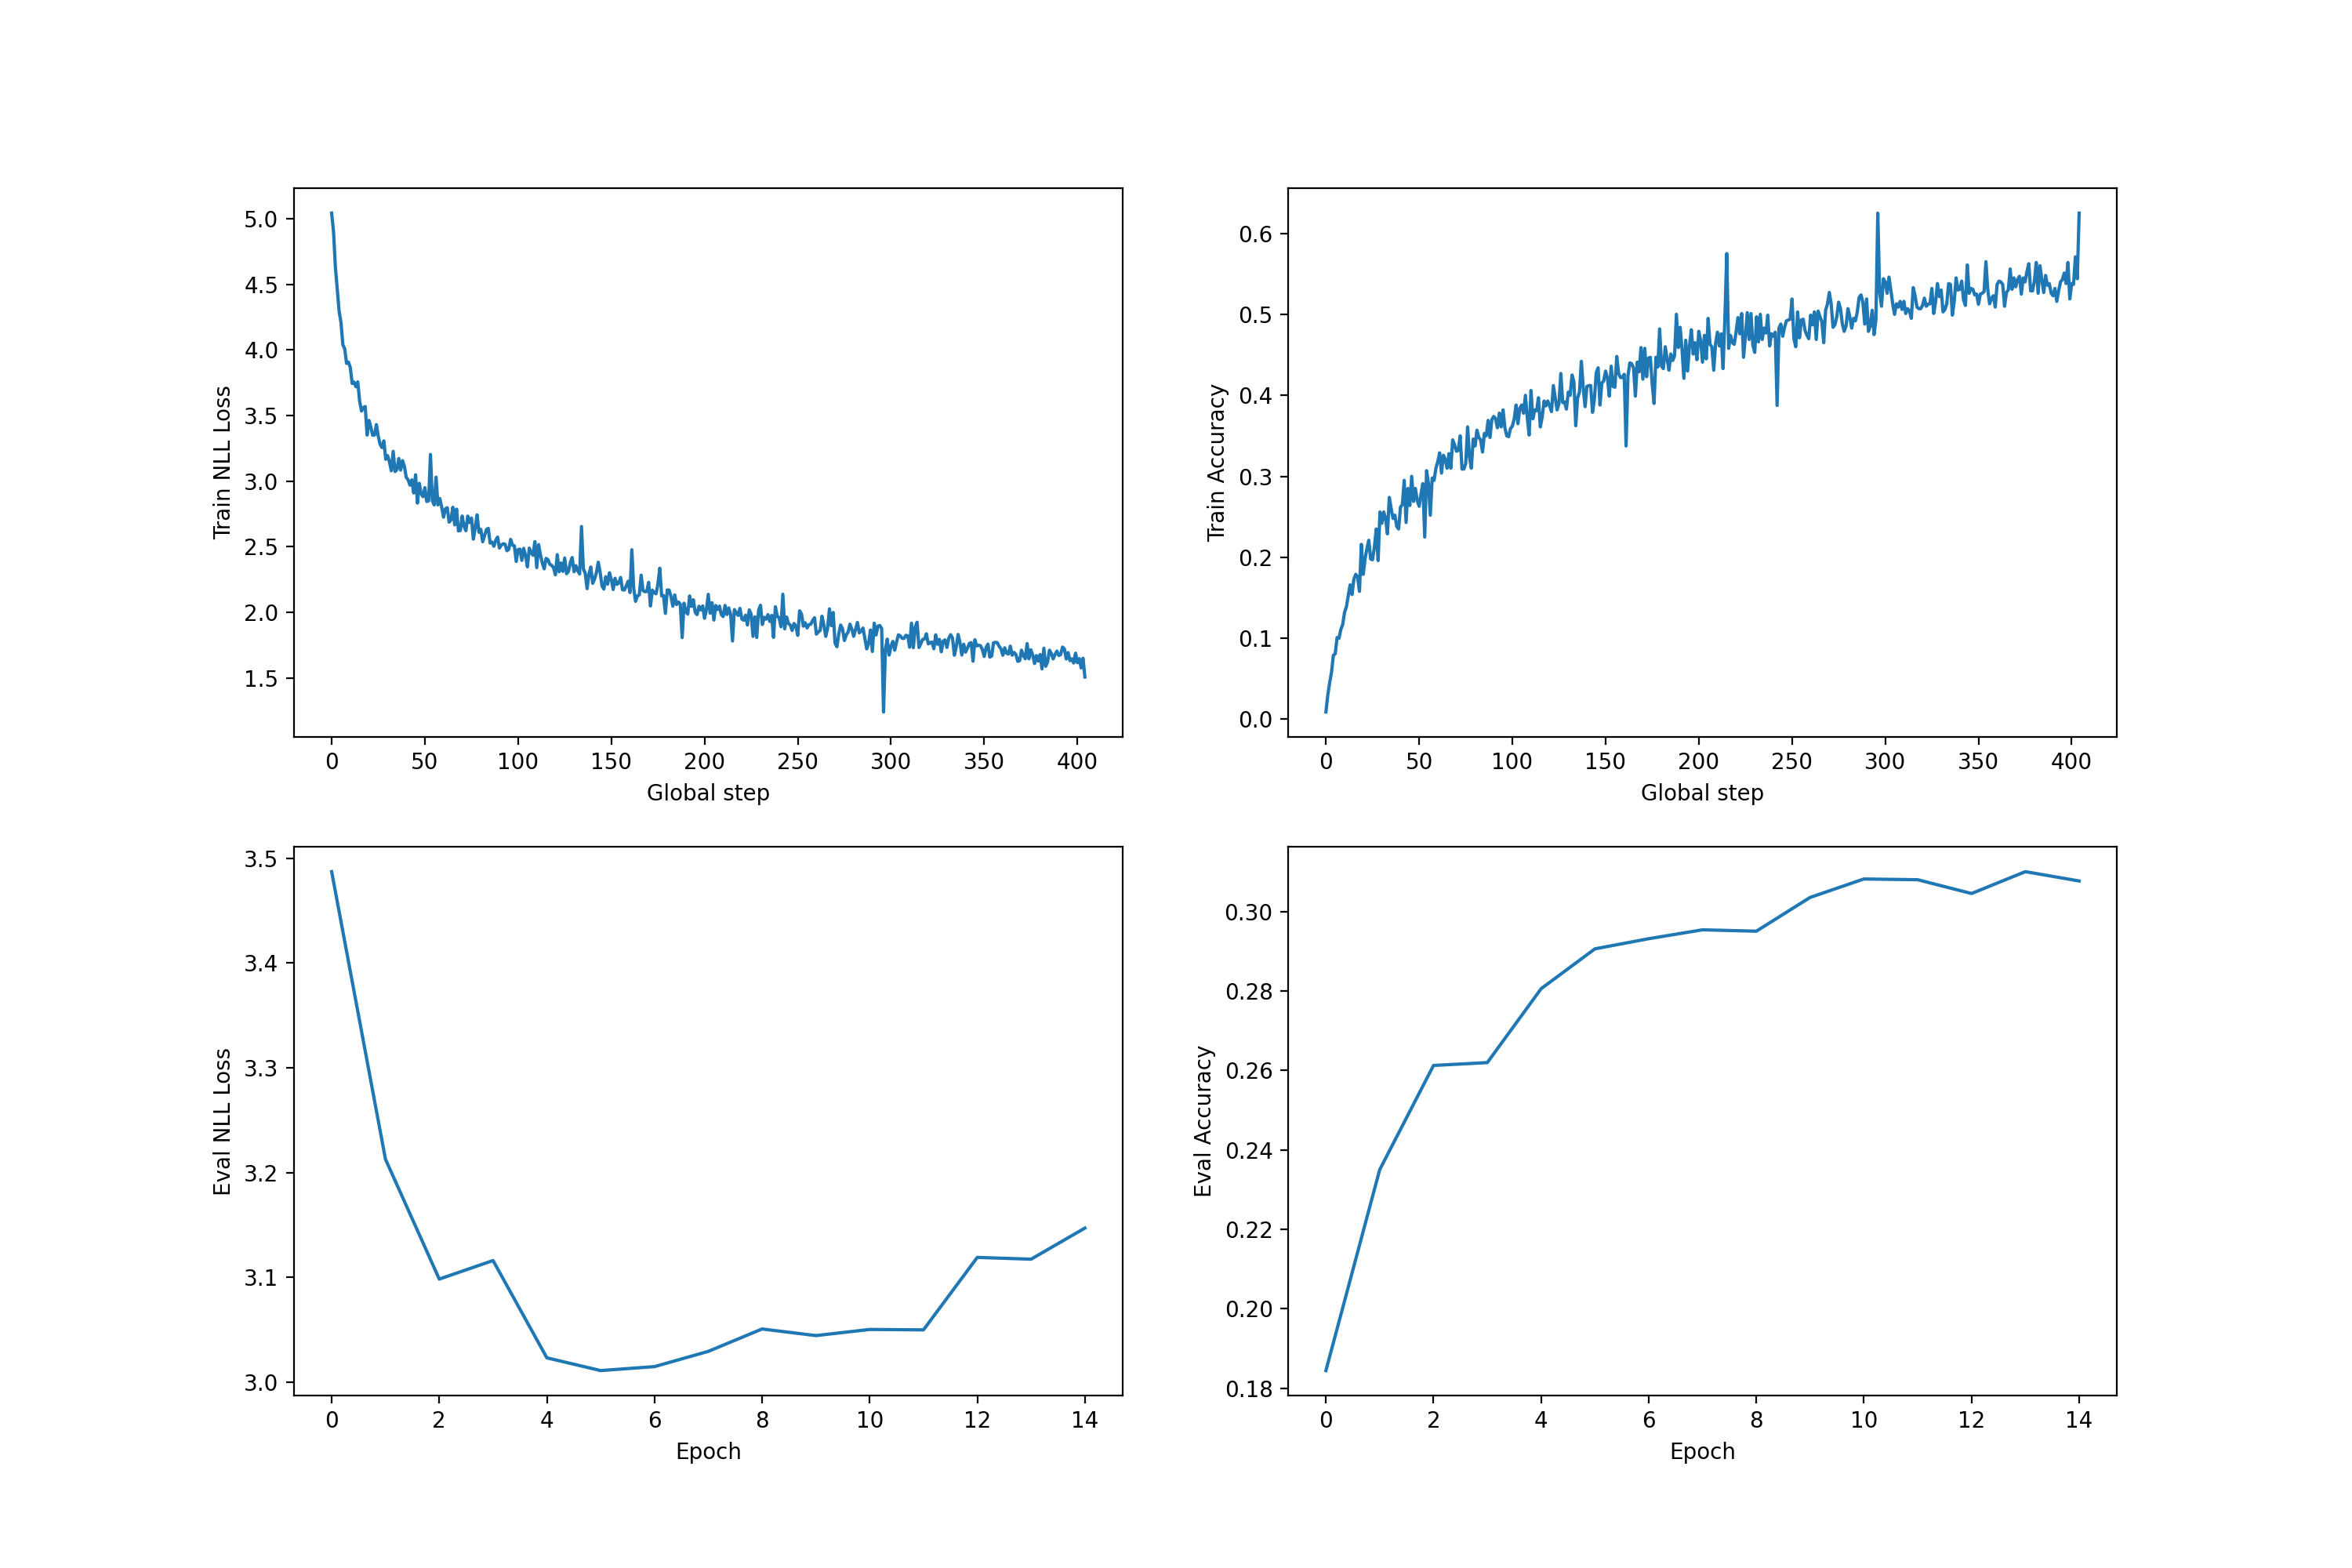 5.0
4.5
4.0
3.5
3.0
2.5
2.0
1.5
Train NLL Loss
0 50 100 150 200 250 300 350 400
Global step
0.6
0.5
0.4
0.3
0.2
0.1
0.0
Train Accuracy
0 50 100 150 200 250 300 350 400
Global step
3.5
3.4
3.3
3.2
3.1
3.0
Eval NLL Loss
0 2 4 6 8 10 12 14
Epoch
0.30
0.28
0.26
0.24
0.22
0.20
0.18
Eval Accuracy
0 2 4 6 8 10 12 14
Epoch